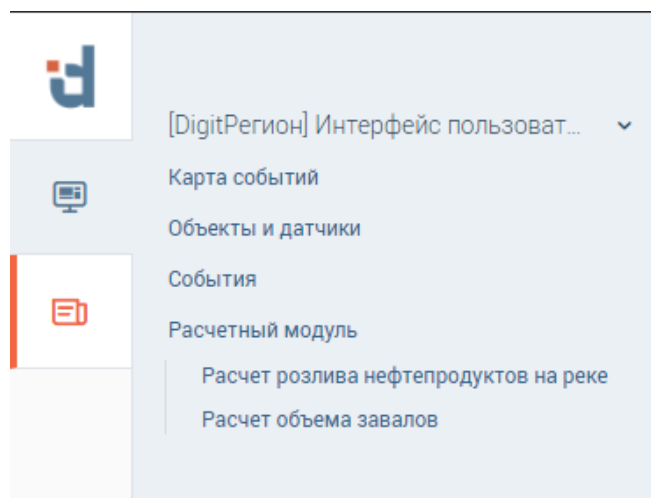 [DigitРегион] Интерфейс пользоват...
Карта событий
Объекты и датчики
События
Расчетный модуль
Расчет розлива нефтепродуктов на реке
Расчет объема завалов